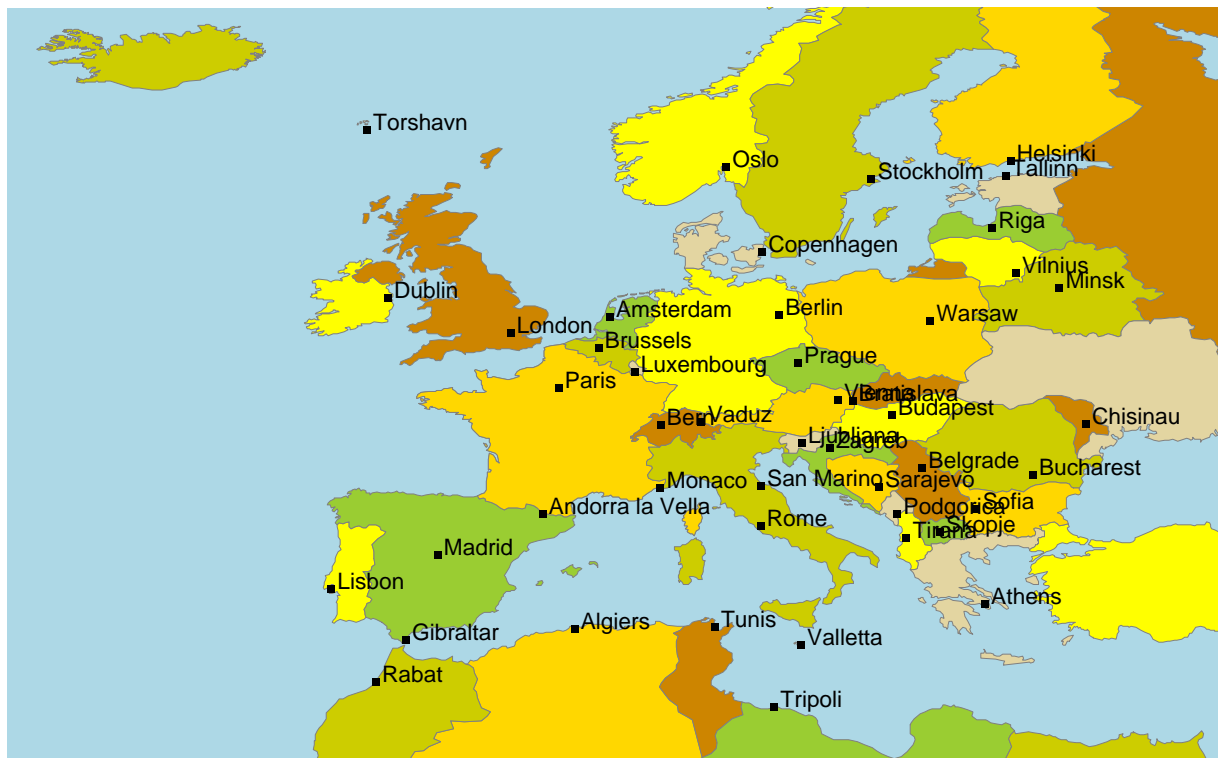 Torshavn
Oslo
Helsinki
Tallinn
Stockholm
Riga
Copenhagen
Vilnius
Minsk
Dublin
Amsterdam
Berlin
Warsaw
London
Brussels
Luxembourg
Prague
Paris
Vienna
Bratislava
Budapest
Bern
Vaduz
Chisinau
Ljubljana
Zagreb
Belgrade
Bucharest
Monaco
San Marino
Sarajevo
Andorra la Vella
Podgorica
Sofia
Rome
Skopje
Tirana
Madrid
Lisbon
Athens
Gibraltar
Algiers
Tunis
Valletta
Rabat
Tripoli